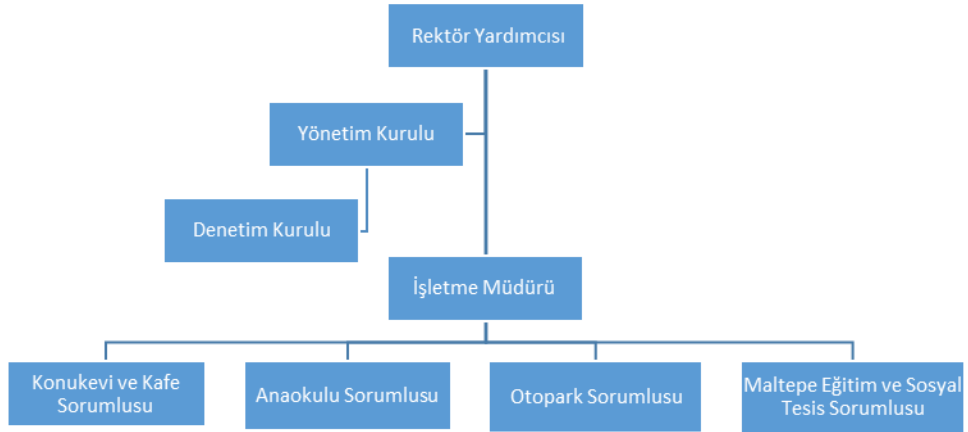 Rektör Yardımcısı
Yönetim Kurulu
Denetim Kurulu
İşletme Müdürü
Konukevi ve Kafe
Sorumlusu
Anaokulu Sorumlusu
Otopark Sorumlusu
Maltepe Eğitim ve Sosyal
Tesis Sorumlusu